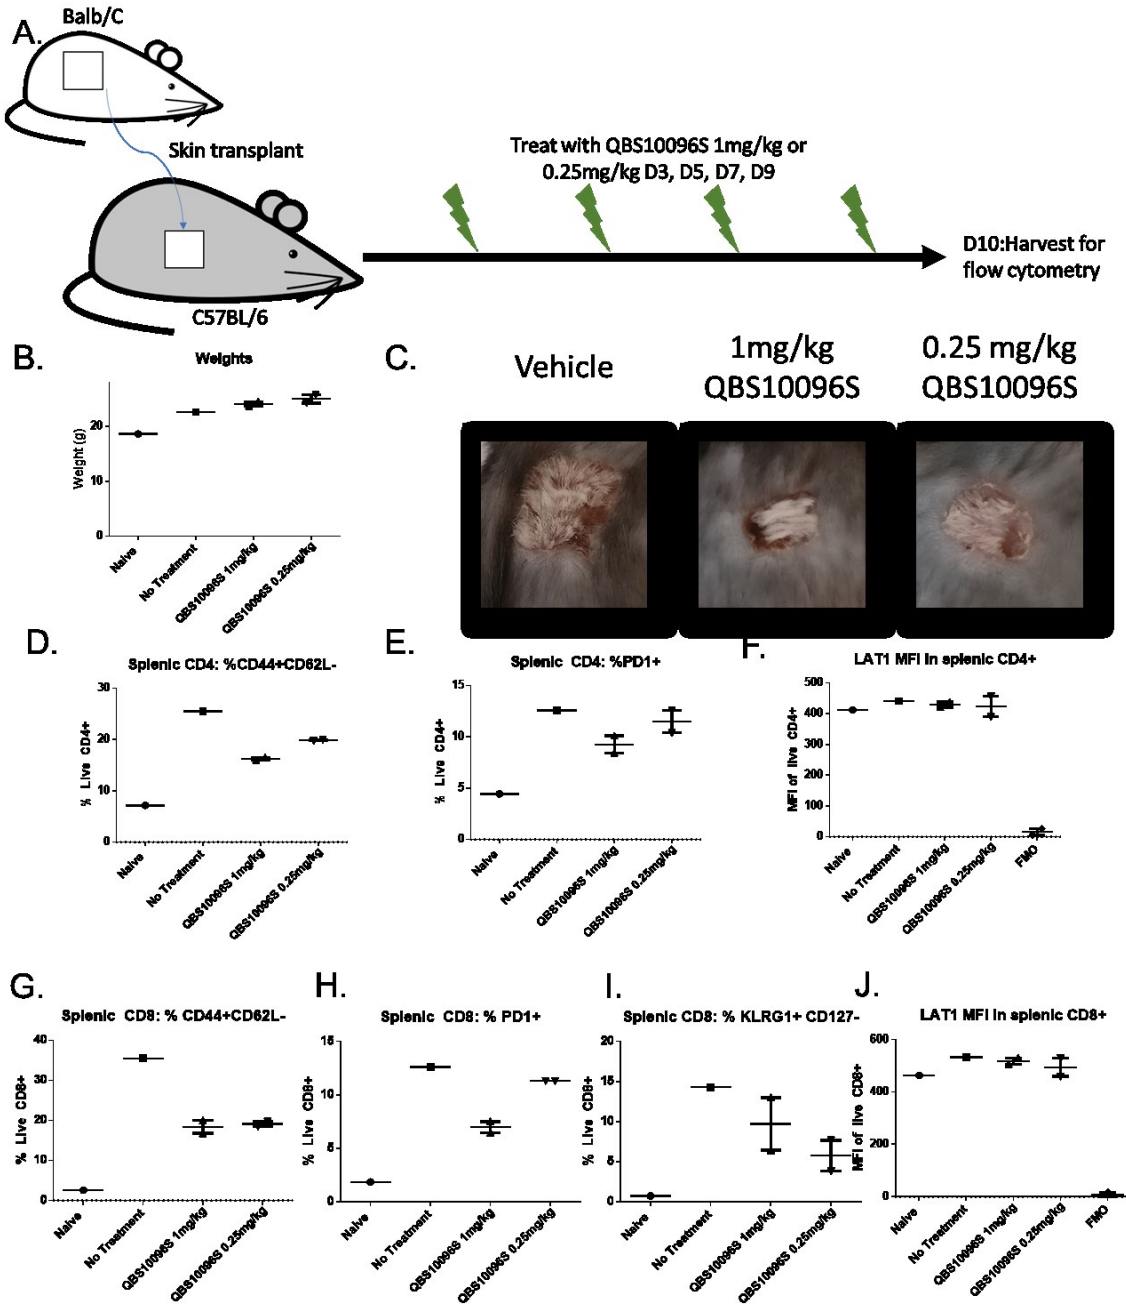 A.
Balb/C
Skin transplant
C57BL/6
Treat with QBS10096S 1mg/kg or
0.25mg/kg D3, D5, D7, D9
D10:Harvest for
flow cytometry
B.
Weights
Weight (g)
20
10
0
Naive
No Treatment
QBS10096S 1mg/kg
QBS10096S 0.25mg/kg
C.
Vehicle
1mg/kg
QBS10096S
0.25 mg/kg
QBS10096S
D.
Splenic CD4: %CD44+CD62L-
% Live CD4+
30
20
10
0
Naive
No Treatment
QBS10096S 1mg/kg
QBS10096S 0.25mg/kg
E.
Splenic CD4: %PD1+
% Live CD4+
15
10
5
0
Naive
No Treatment
QBS10096S 1mg/kg
QBS10096S 0.25mg/kg
F.
LAT1 MFI in splenic CD4+
MFI of live CD4+
500
400
300
200
100
0
Naive
No Treatment
QBS10096S 1mg/kg
QBS10096S 0.25mg/kg
FMO
G.
Splenic CD8: % CD44+CD62L-
% Live CD8+
40
30
20
10
0
Naive
No Treatment
QBS10096S 1mg/kg
QBS10096S 0.25mg/kg
H.
Splenic CD8: % PD1+
% Live CD8+
15
10
5
0
Naive
No Treatment
QBS10096S 1mg/kg
QBS10096S 0.25mg/kg
I.
Splenic CD8: % KLRG1+ CD127-
% Live CD8+
20
15
10
5
0
Naive
No Treatment
QBS10096S 1mg/kg
QBS10096S 0.25mg/kg
J.
LAT1 MFI in splenic CD8+
MFI of live CD8+
600
400
200
0
Naive
No Treatment
QBS10096S 1mg/kg
QBS10096S 0.25mg/kg
FMO